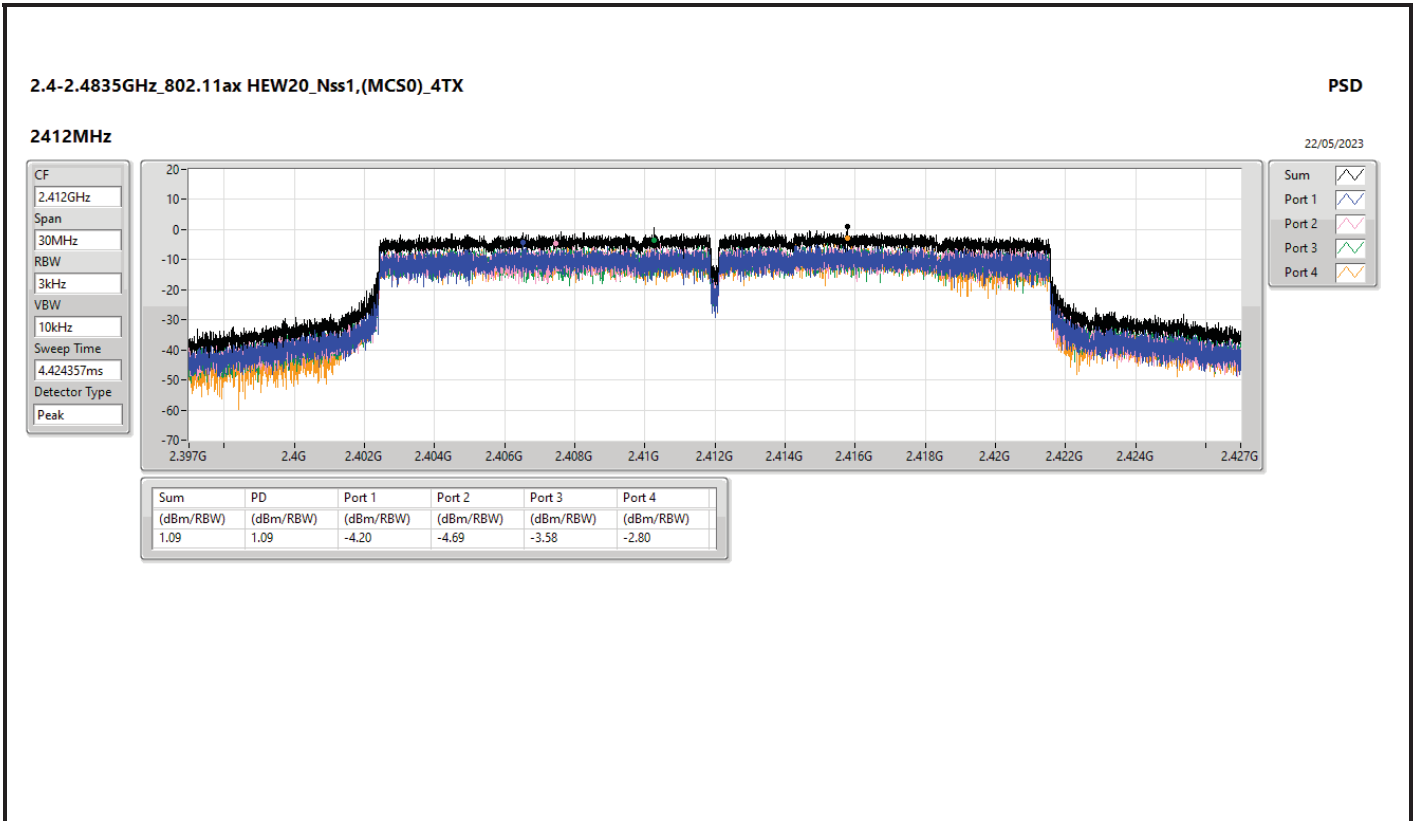 2.4-2.4835GHz_802.11ax HEW20_Nss1,(MCS0)_4TX
PSD
2412MHz
22/05/2023
CF
2.412GHz
Span
30MHz
RBW
3kHz
VBW
10kHz
Sweep Time
4.424357ms
Detector Type
Peak
20
10
0
-10
-20
-30
-40
-50
-60
-70
2.397G 2.4G 2.402G 2.404G 2.406G 2.408G 2.41G 2.412G 2.414G 2.416G 2.418G 2.42G 2.422G 2.424G 2.427G
Sum
Port 1
Port 2
Port 3
Port 4
Sum PD Port 1 Port 2 Port 3 Port 4
(dBm/RBW) (dBm/RBW) (dBm/RBW) (dBm/RBW) (dBm/RBW) (dBm/RBW)
1.09 1.09 -4.20 -4.69 -3.58 -2.80